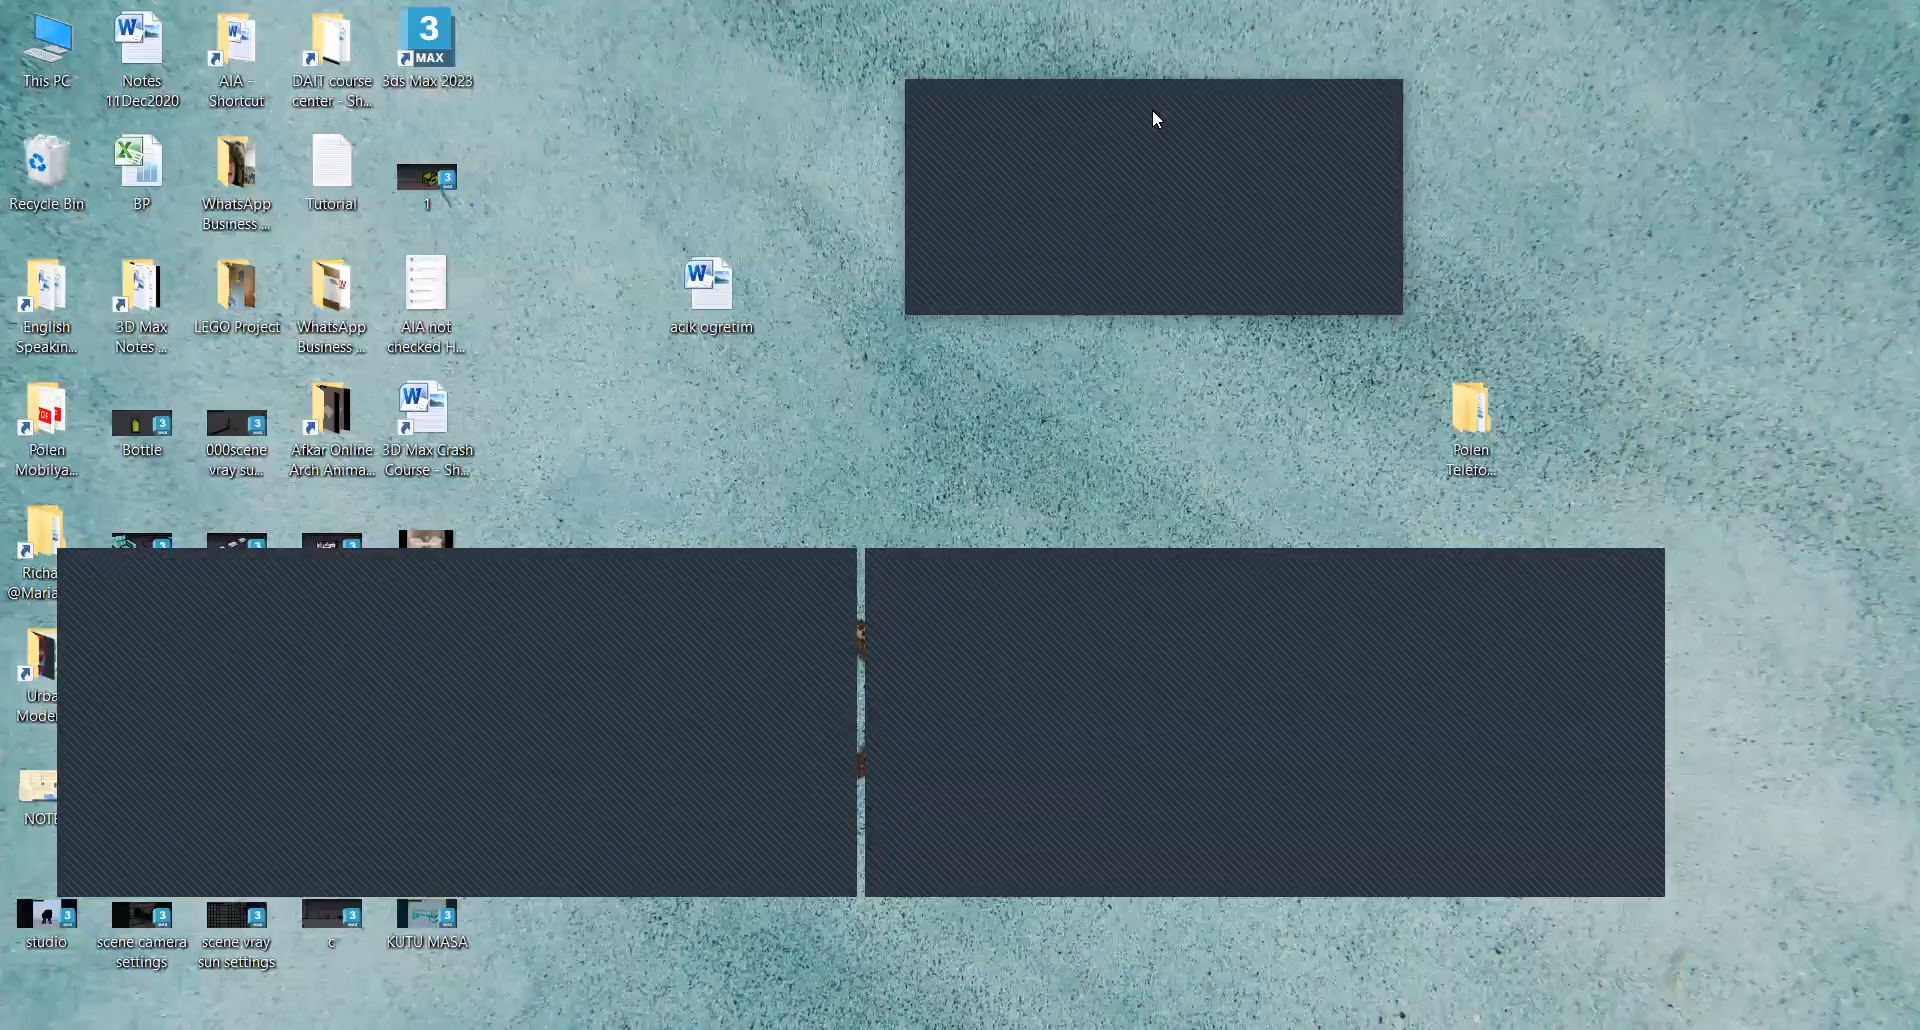 This PC
Notes
11Dec2020
AIA -
Shortcut
DAIT course
center - Sh...
3
MAX
3ds Max 2023
Recycle Bin
BP
WhatsApp
Business ...
Tutorial
1
English
Speakin...
3D Max
Notes ...
LEGO Project
WhatsApp
Business ...
AIA not
checked H...
acik ogretim
Polen
Mobilya...
Bottle
000scene
vray su...
Afkar Online
Arch Anima...
3D Max Crash
Course - Sh...
Polen
Telefo...
Richa
@Maria
Urba
Mode
NOT
studio
scene camera
settings
scene vray
sun settings
c
KUTU MASA